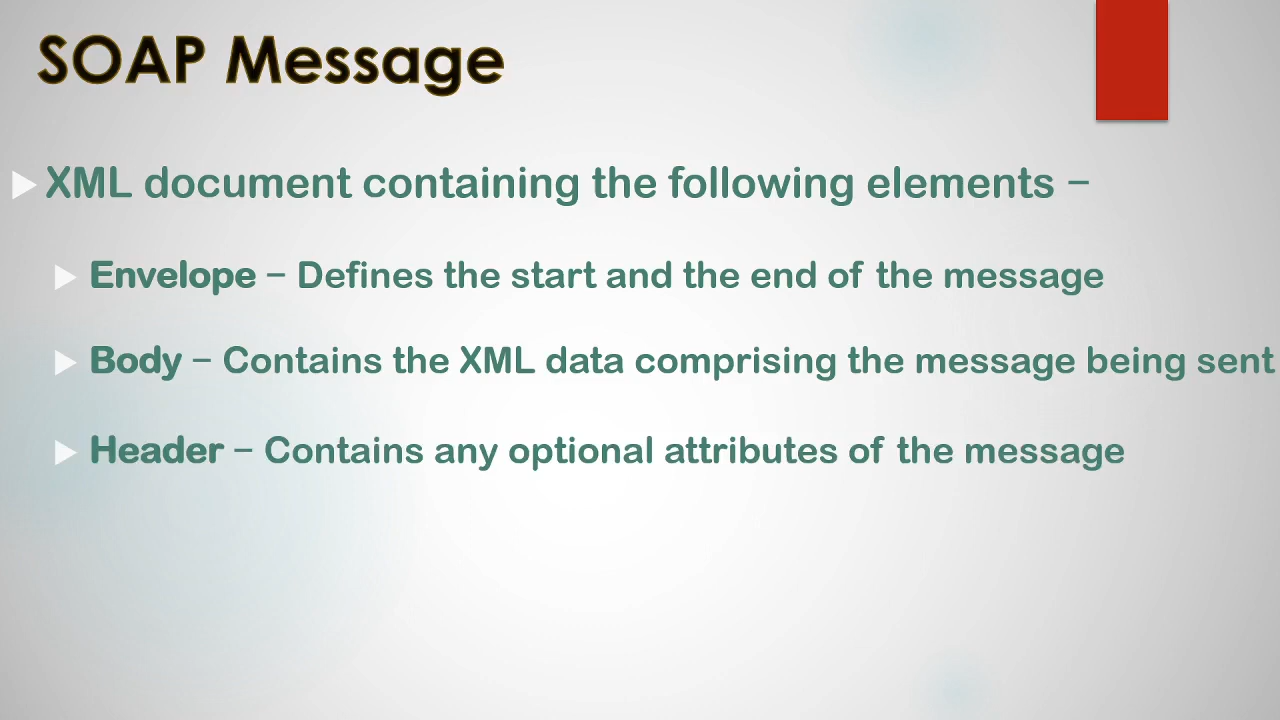 SOAP Message
XML document containing the following elements –
Envelope – Defines the start and the end of the message
Body – Contains the XML data comprising the message being sent
Header – Contains any optional attributes of the message